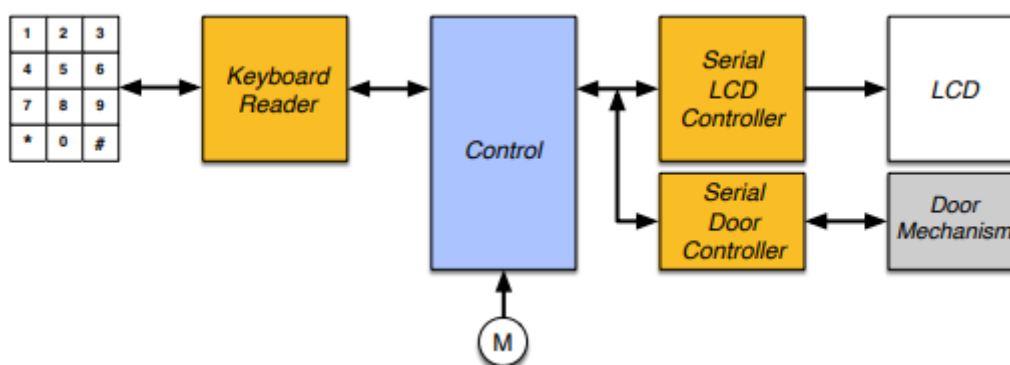 1 2 3
4 5 6
7 8 9
* 0 #
Keyboard
Reader
Control
M
Serial
LCD
Controller
LCD
Serial
Door
Controller
Door
Mechanism